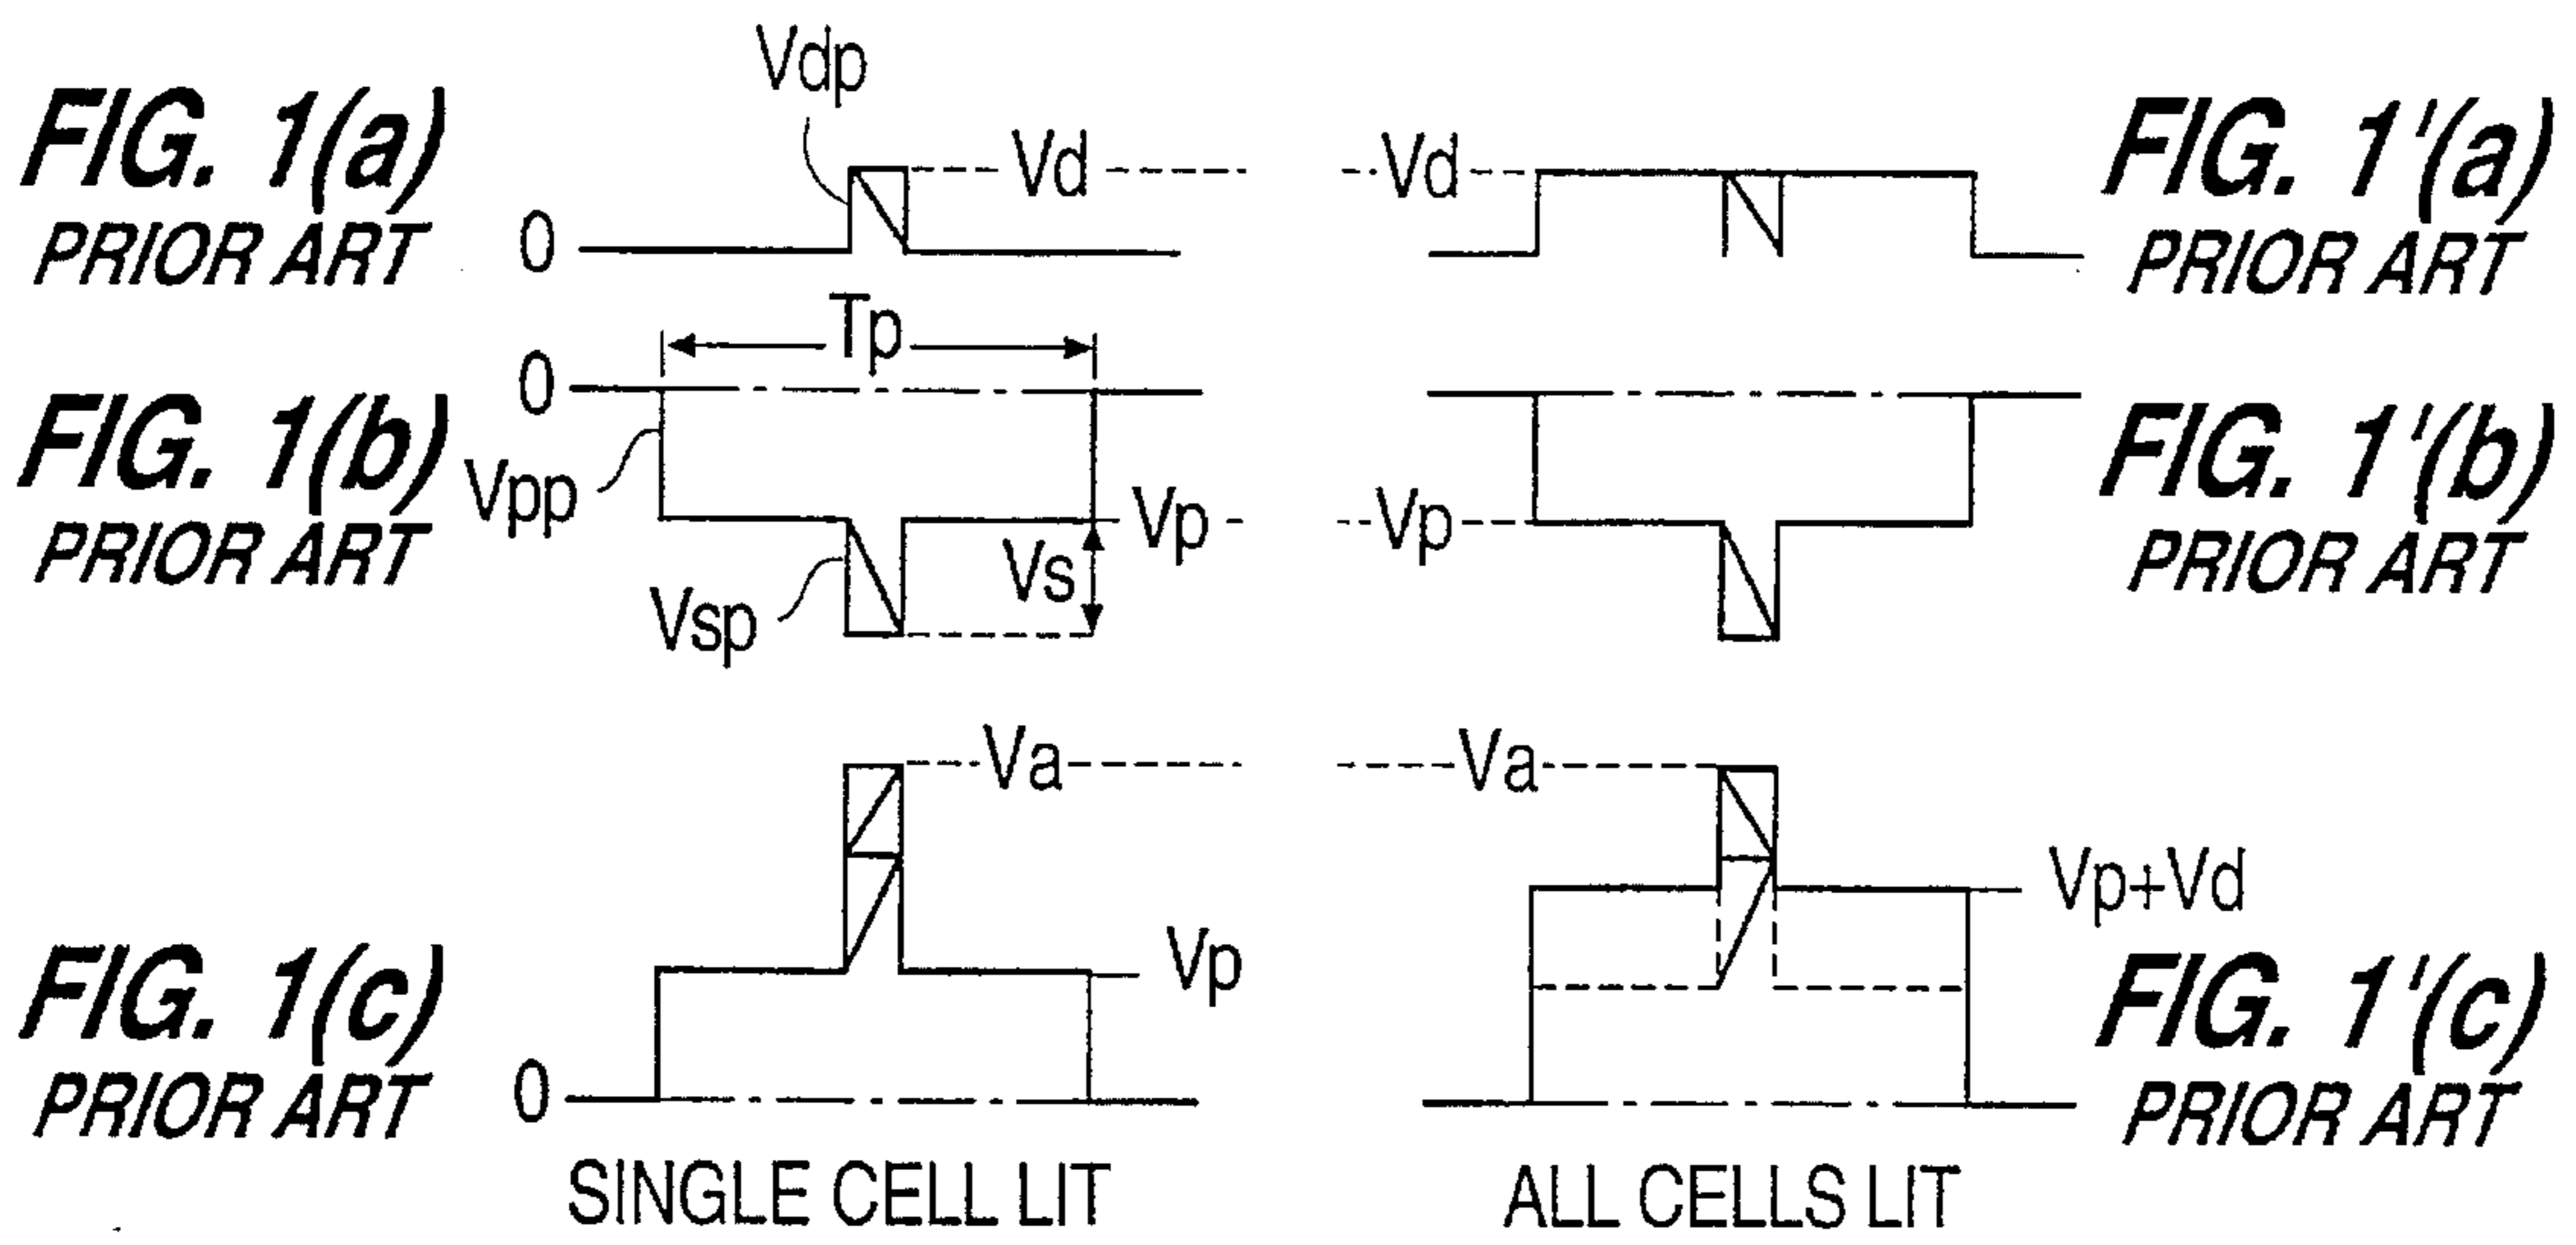 FIG. 1(a)
PRIOR ART
Vdp
Vd
0
Vd
FIG. 1'(a)
PRIOR ART
Tp
0
FIG. 1(b)
PRIOR ART
Vpp
Vp
Vs
Vsp
Vp
FIG. 1'(b)
PRIOR ART
Va
Va
Vp+Vd
FIG. 1(c)
PRIOR ART
Vp
0
FIG. 1'(c)
PRIOR ART
SINGLE CELL LIT
ALL CELLS LIT